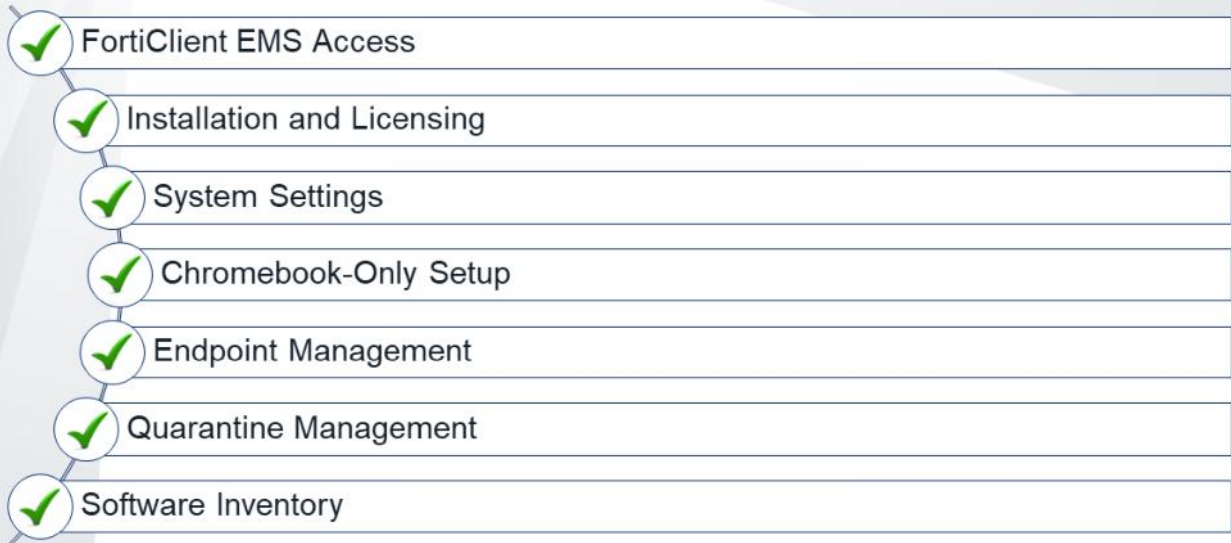 FortiClient EMS Access
Installation and Licensing
System Settings
Chromebook-Only Setup
Endpoint Management
Quarantine Management
Software Inventory